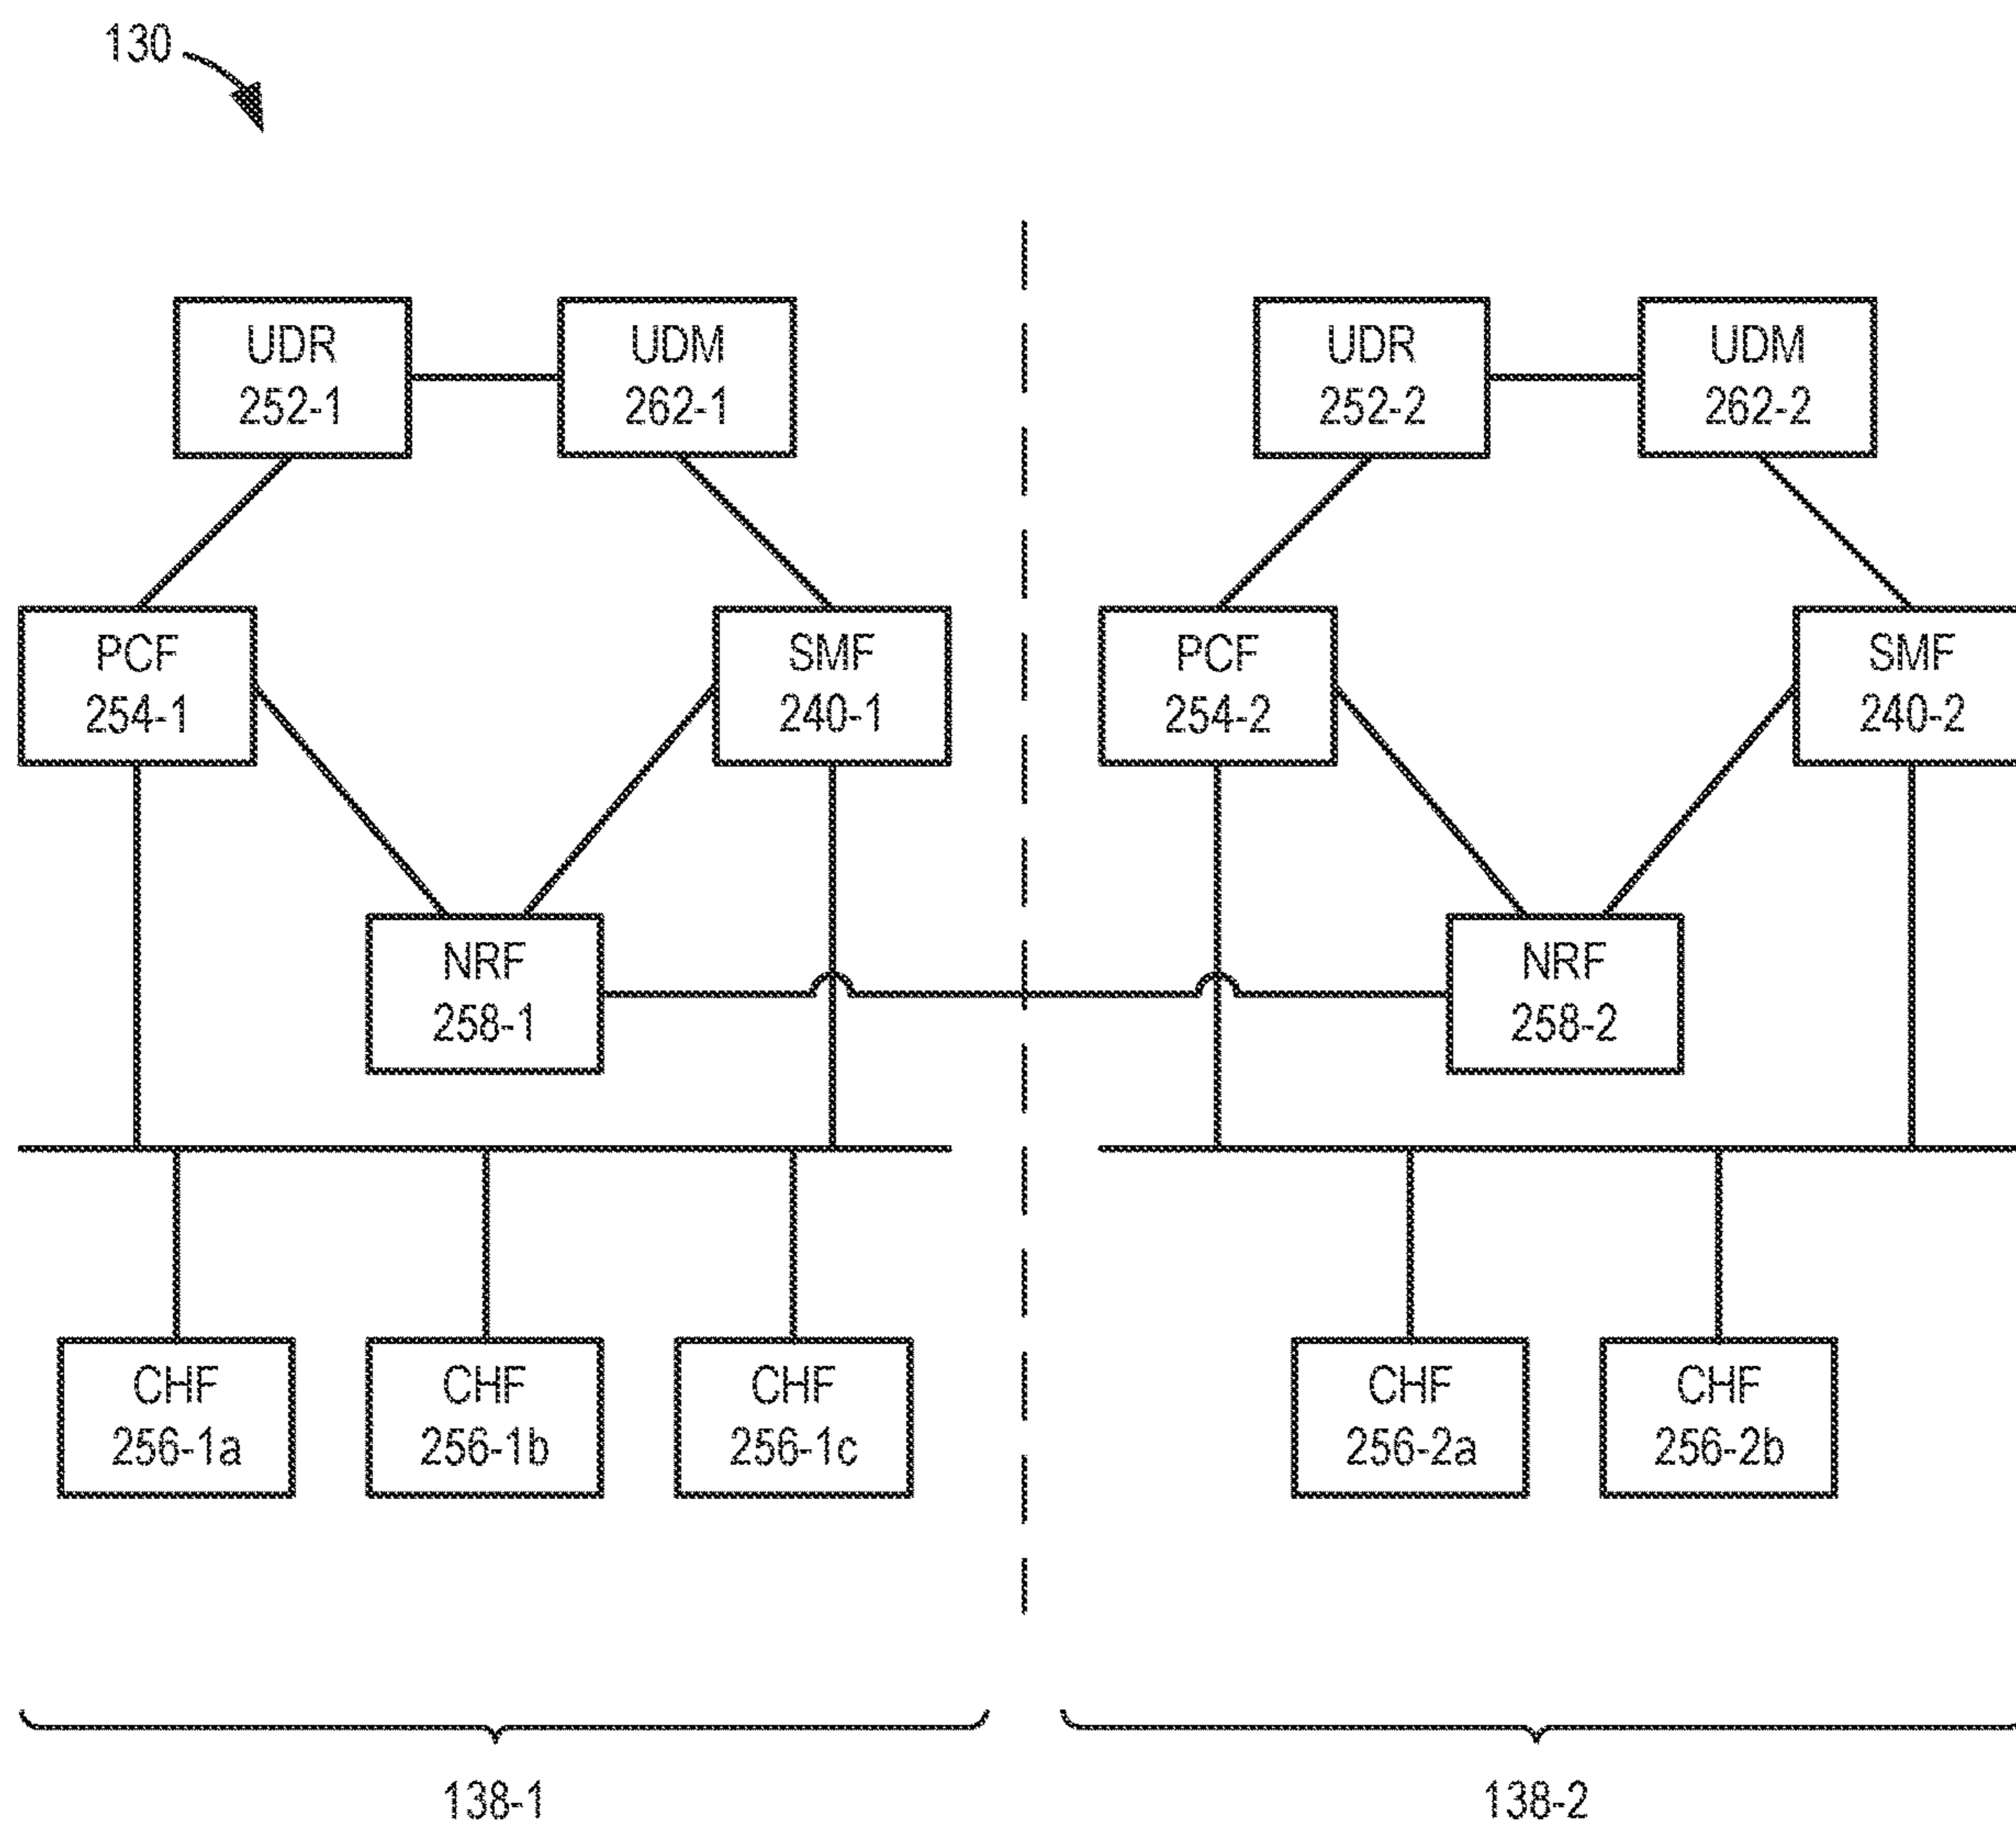 130
UDR
252-1
UDM
262-1
UDR
252-2
UDM
262-2
PCF
254-1
SMF
240-1
PCF
254-2
SMF
240-2
NRF
258-1
NRF
258-2
CHF
256-1a
CHF
256-1b
CHF
256-1c
CHF
256-2a
CHF
256-2b
138-1
138-2